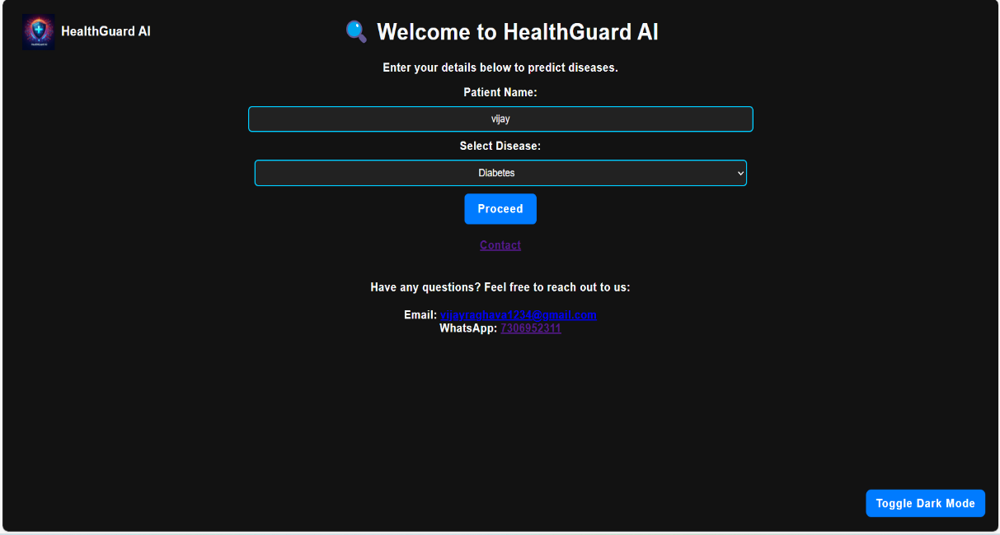 HealthGuard AI
Welcome to HealthGuard AI
Enter your details below to predict diseases.
Patient Name:
vijay
Select Disease:
Diabetes
Proceed
Contact
Have any questions? Feel free to reach out to us:
Email: vijayraghava1234@gmail.com
WhatsApp: 7306952311
Toggle Dark Mode